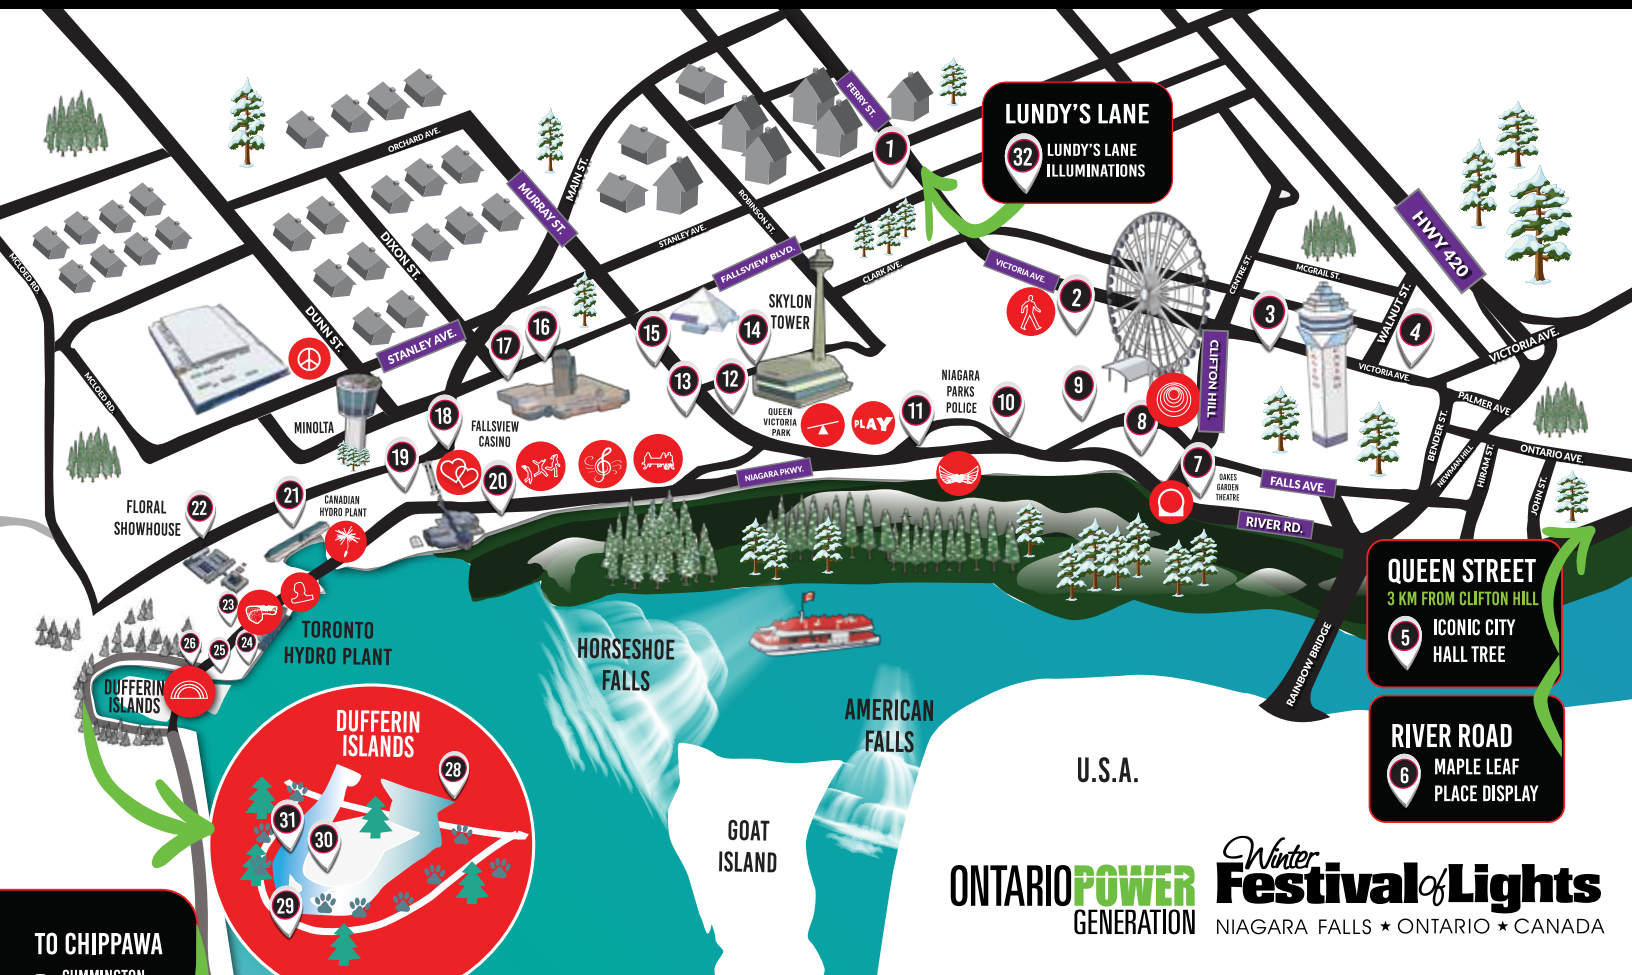 FERRY ST.
LUNDY'S LANE
32
LUNDY'S LANE
ILLUMINATIONS
1
ORCHARD AVE.
MAIN ST.
MURRAY ST.
ROBINSON ST.
STANLEY AVE.
FALLSVIEW BLVD.
CLARK AVE.
VICTORIA AVE.
CENTRE ST.
MCGRAIL ST.
HWY 420
WALNUT ST.
VICTORIA AVE.
VICTORIA AVE.
MCLOED RD.
DIXON ST.
DUNN ST.
STANLEY AVE.
MCLOED RD.
17
16
15
14
SKYLON
TOWER
2
3
4
CLIFTON HILL
13
12
11
NIAGARA
PARKS
POLICE
10
9
8
7
QUEEN
VICTORIA
PARK
PLAY
MINOLTA
18
19
FALLSVIEW
CASINO
20
NIAGARA PKWY.
OAKES
GARDEN
THEATRE
FALLS AVE.
RIVER RD.
BENDER ST.
PALMER AVE
NEWMAN HILL
HIRAM ST.
ONTARIO AVE.
JOHN ST.
FLORAL
SHOWHOUSE
22
21
CANADIAN
HYDRO PLANT
23
24
25
26
TORONTO
HYDRO PLANT
DUFFERIN
ISLANDS
HORSESHOE
FALLS
AMERICAN
FALLS
RAINBOW BRIDGE
QUEEN STREET
3 KM FROM CLIFTON HILL
5
ICONIC CITY
HALL TREE
RIVER ROAD
6
MAPLE LEAF
PLACE DISPLAY
DUFFERIN
ISLANDS
28
31
30
29
GOAT
ISLAND
U.S.A.
TO CHIPPAWA
CUMMINGTON
ONTARIOPOWER
GENERATION
Winter
Festival of Lights
NIAGARA FALLS ★ ONTARIO ★ CANADA